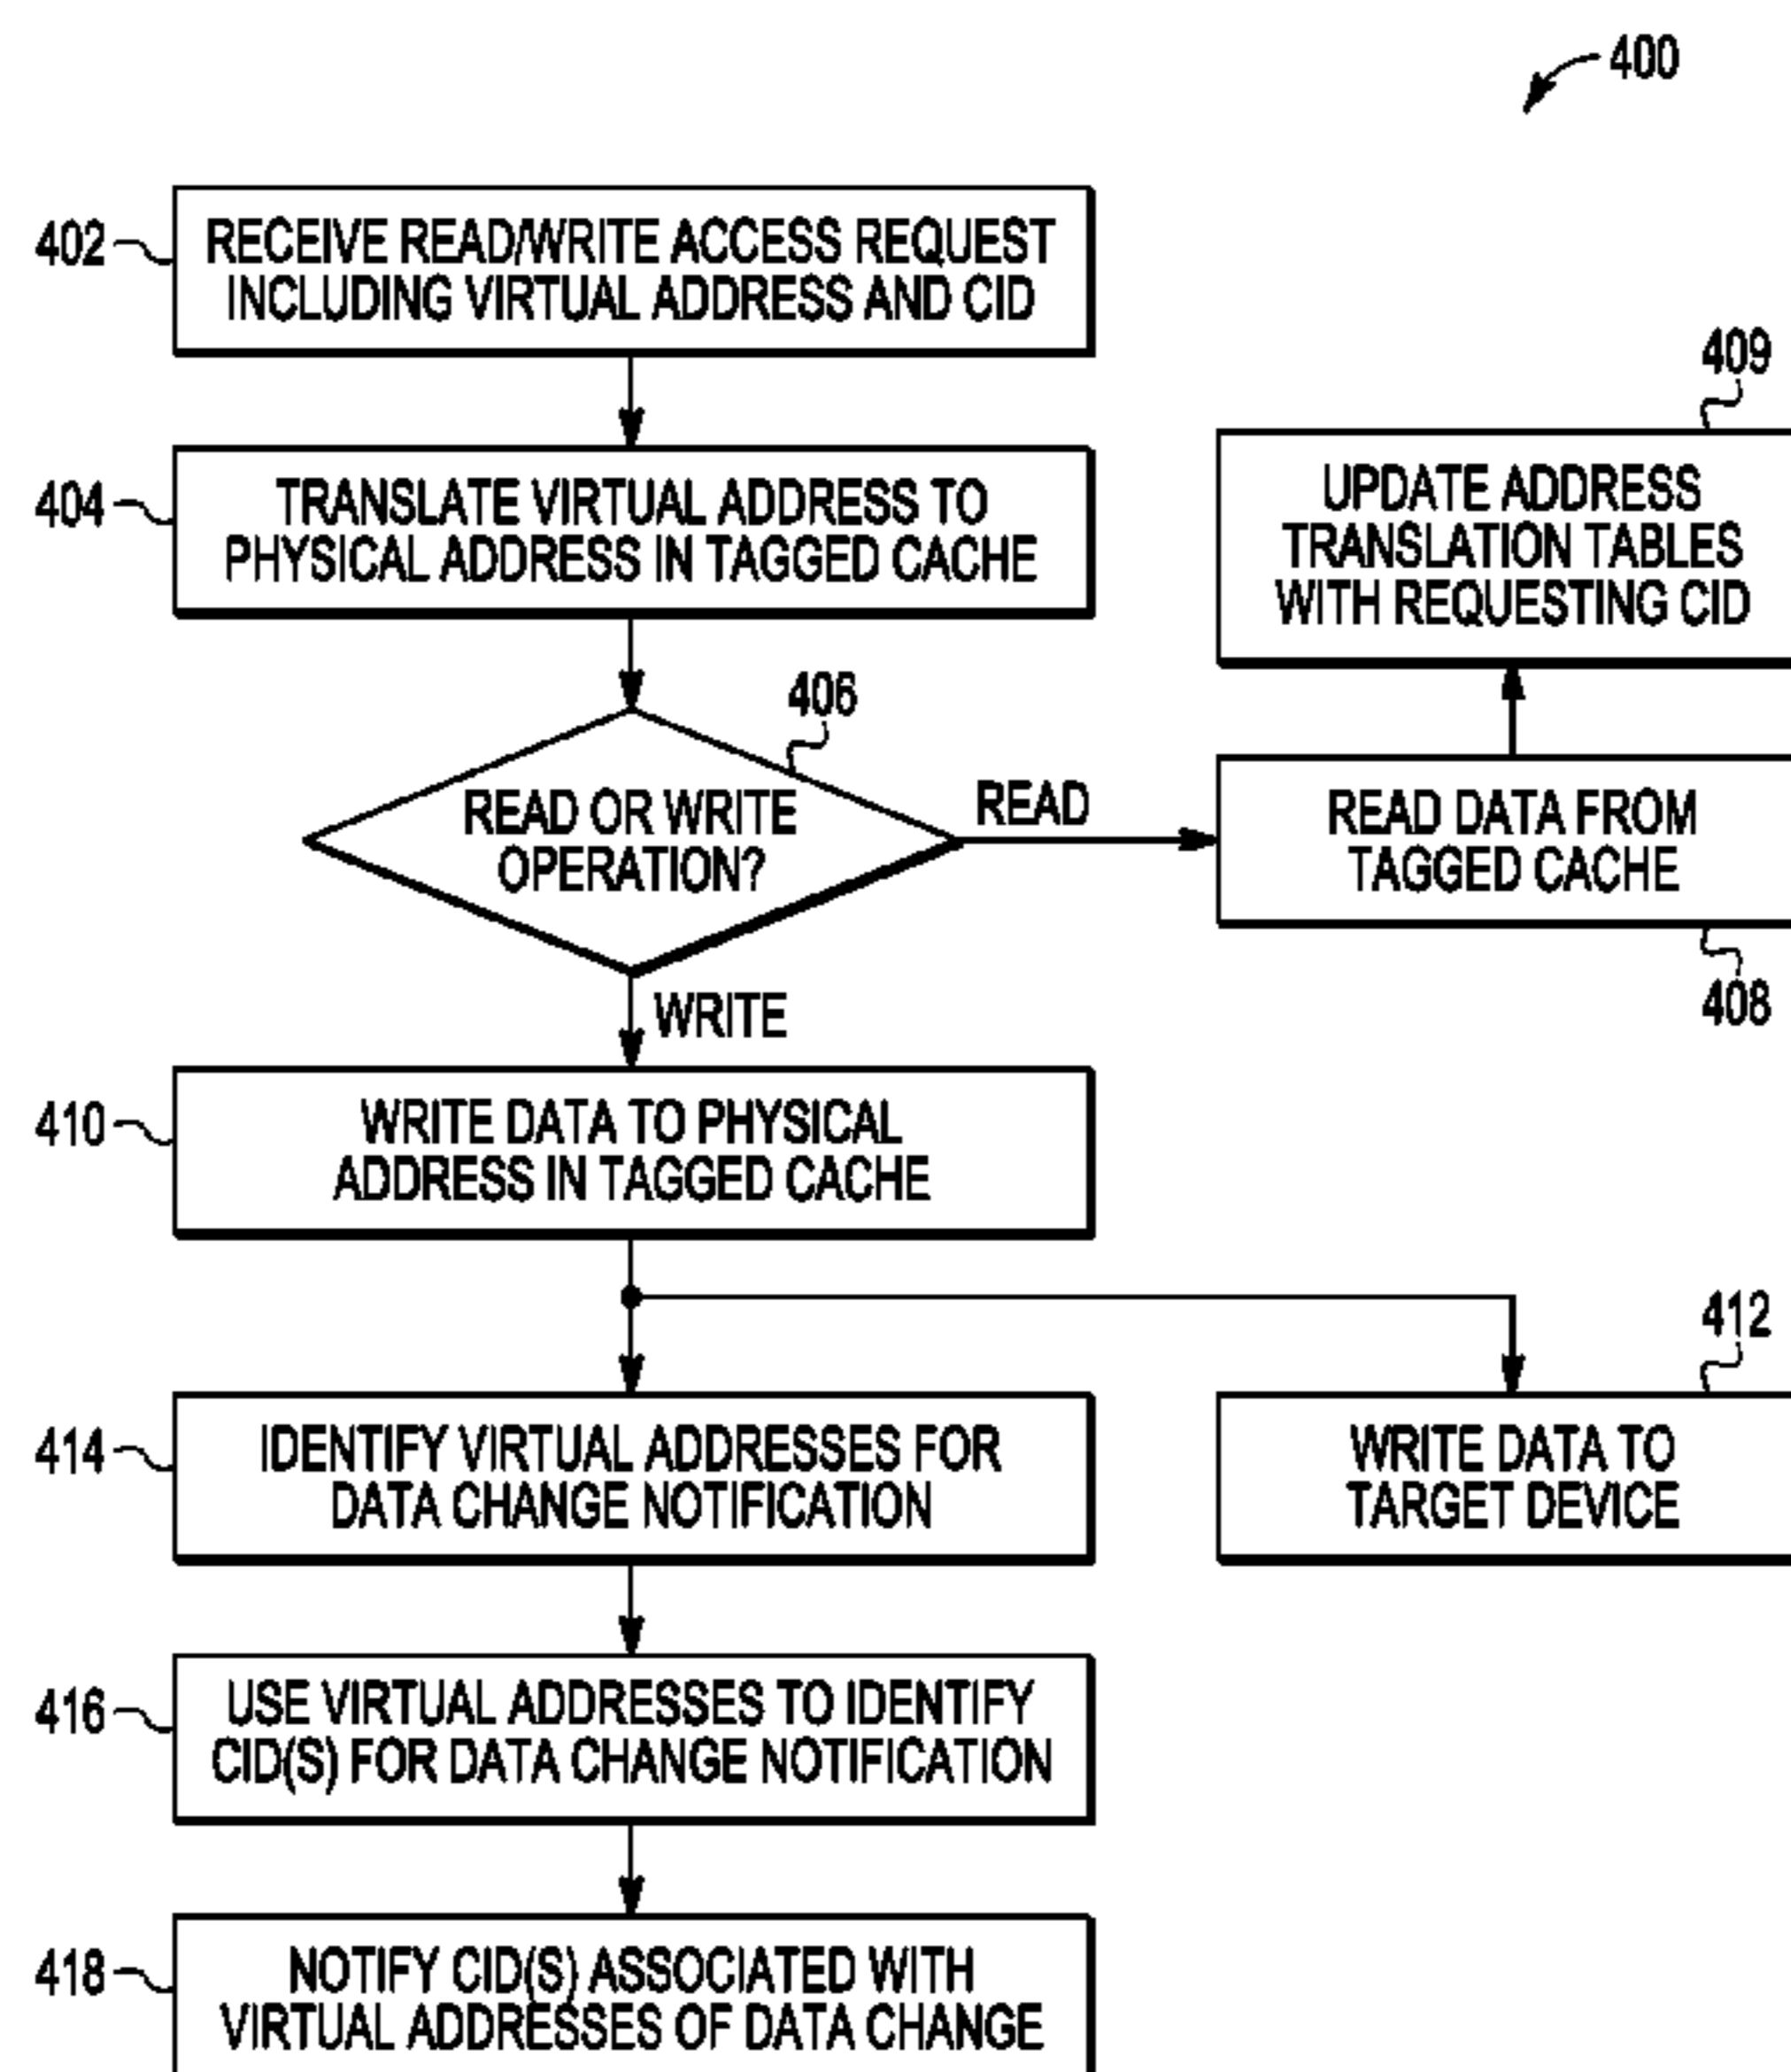 400
402
RECEIVE READ/WRITE ACCESS REQUEST
INCLUDING VIRTUAL ADDRESS AND CID
404
TRANSLATE VIRTUAL ADDRESS TO
PHYSICAL ADDRESS IN TAGGED CACHE
409
UPDATE ADDRESS
TRANSLATION TABLES
WITH REQUESTING CID
406
READ OR WRITE
OPERATION?
READ
READ DATA FROM
TAGGED CACHE
408
WRITE
410
WRITE DATA TO PHYSICAL
ADDRESS IN TAGGED CACHE
412
WRITE DATA TO
TARGET DEVICE
414
IDENTIFY VIRTUAL ADDRESSES FOR
DATA CHANGE NOTIFICATION
416
USE VIRTUAL ADDRESSES TO IDENTIFY
CID(S) FOR DATA CHANGE NOTIFICATION
418
NOTIFY CID(S) ASSOCIATED WITH
VIRTUAL ADDRESSES OF DATA CHANGE